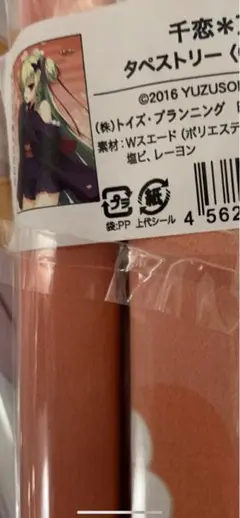 千恋＊
タペストリー〈
©2016 YUZUSO
(株)トイズ・プランニング
素材：Wスエード（ポリエステ
塩ビ、レーヨン
プラ
紙
袋:PP 上代シール
4 562